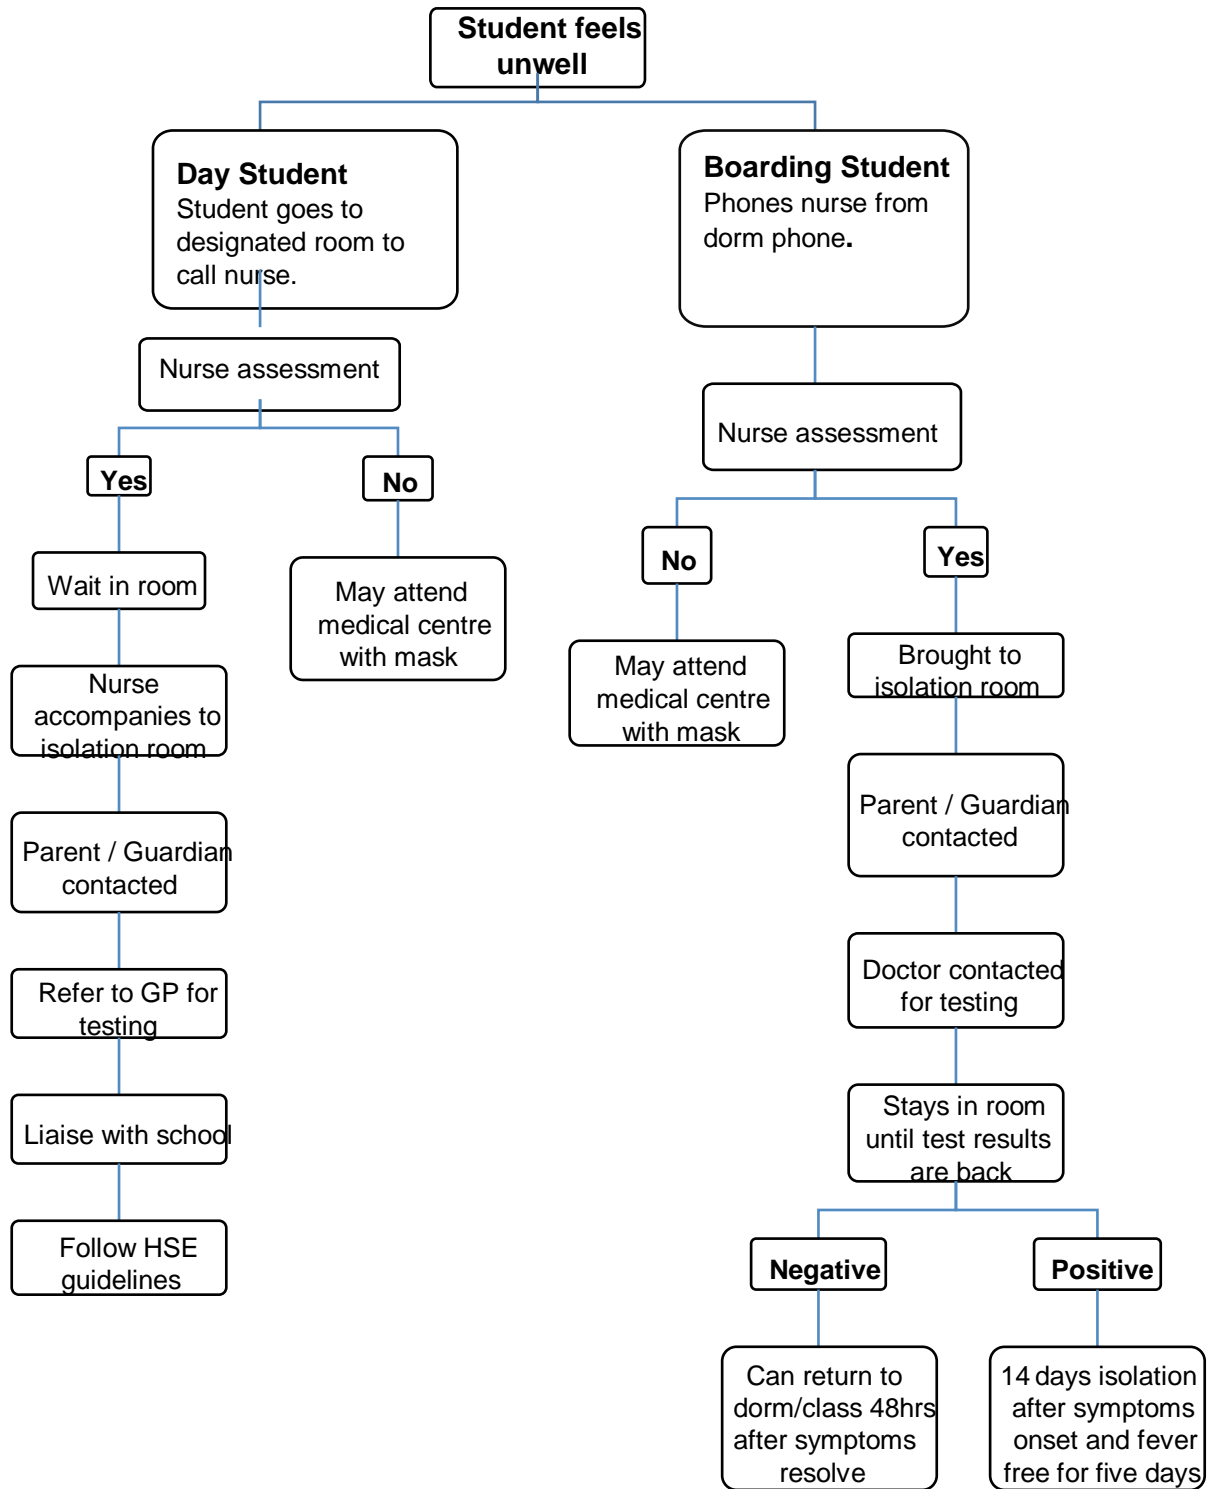 Student feels
unwell
Day Student
Student goes to
designated room to
call nurse.
Boarding Student
Phones nurse from
dorm phone.
Nurse assessment
Nurse assessment
Yes
No
No
Yes
Wait in room
May attend
medical centre
with mask
May attend
medical centre
with mask
Brought to
isolation room
Nurse
accompanies to
isolation room
Parent / Guardian
contacted
Parent / Guardian
contacted
Refer to GP for
testing
Doctor contacted
for testing
Liaise with school
Stays in room
until test results
are back
Follow HSE
guidelines
Negative
Positive
Can return to
dorm/class 48hrs
after symptoms
resolve
14 days isolation
after symptoms
onset and fever
free for five days